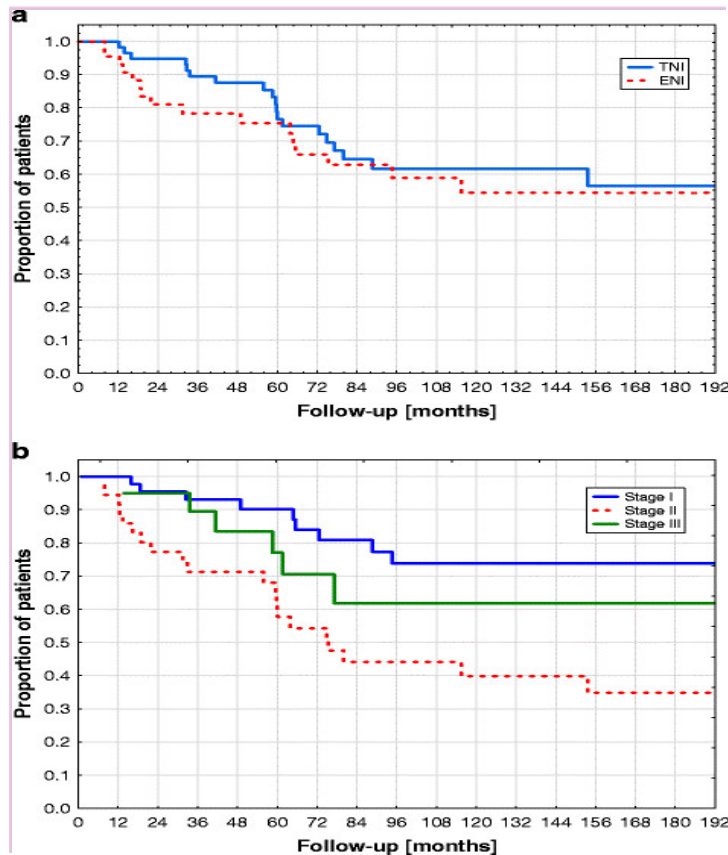 a
1.0
0.9
0.8
0.7
0.6
0.5
0.4
0.3
0.2
0.1
0.0
Proportion of patients
TNI
ENI
0 12 24 36 48 60 72 84 96 108 120 132 144 156 168 180 192
Follow-up [months]
b
1.0
0.9
0.8
0.7
0.6
0.5
0.4
0.3
0.2
0.1
0.0
Proportion of patients
Stage I
Stage II
Stage III
0 12 24 36 48 60 72 84 96 108 120 132 144 156 168 180 192
Follow-up [months]